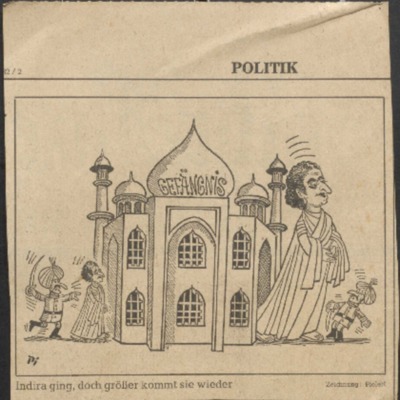 POLITIK
GEFÄNGNIS
Indira ging, doch größer kommt sie wieder
Zeichnung: